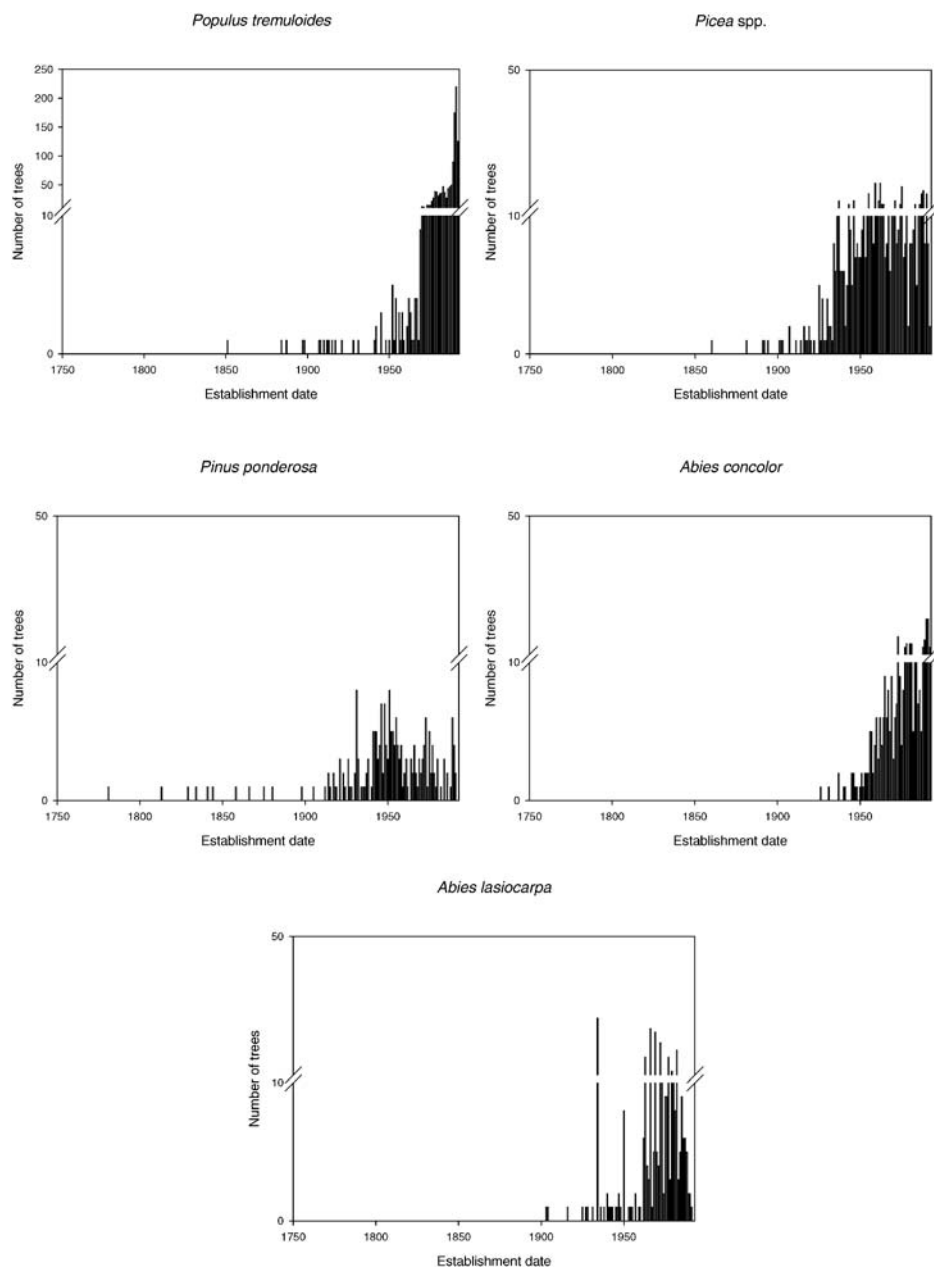 Populus tremuloides
Picea spp.
250
200
150
100
50
10
0
Number of trees
1750 1800 1850 1900 1950
Establishment date
50
10
0
Number of trees
1750 1800 1850 1900 1950
Establishment date
Pinus ponderosa
Abies concolor
50
10
0
Number of trees
1750 1800 1850 1900 1950
Establishment date
50
10
0
Number of trees
1750 1800 1850 1900 1950
Establishment date
Abies lasiocarpa
50
10
0
Number of trees
1750 1800 1850 1900 1950
Establishment date